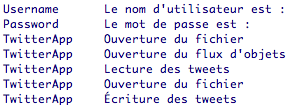 Username Le nom d'utilisateur est :
Password Le mot de passe est :
TwitterApp Ouverture du fichier
TwitterApp Ouverture du flux d'objets
TwitterApp Lecture des tweets
TwitterApp Ouverture du fichier
TwitterApp Écriture des tweets